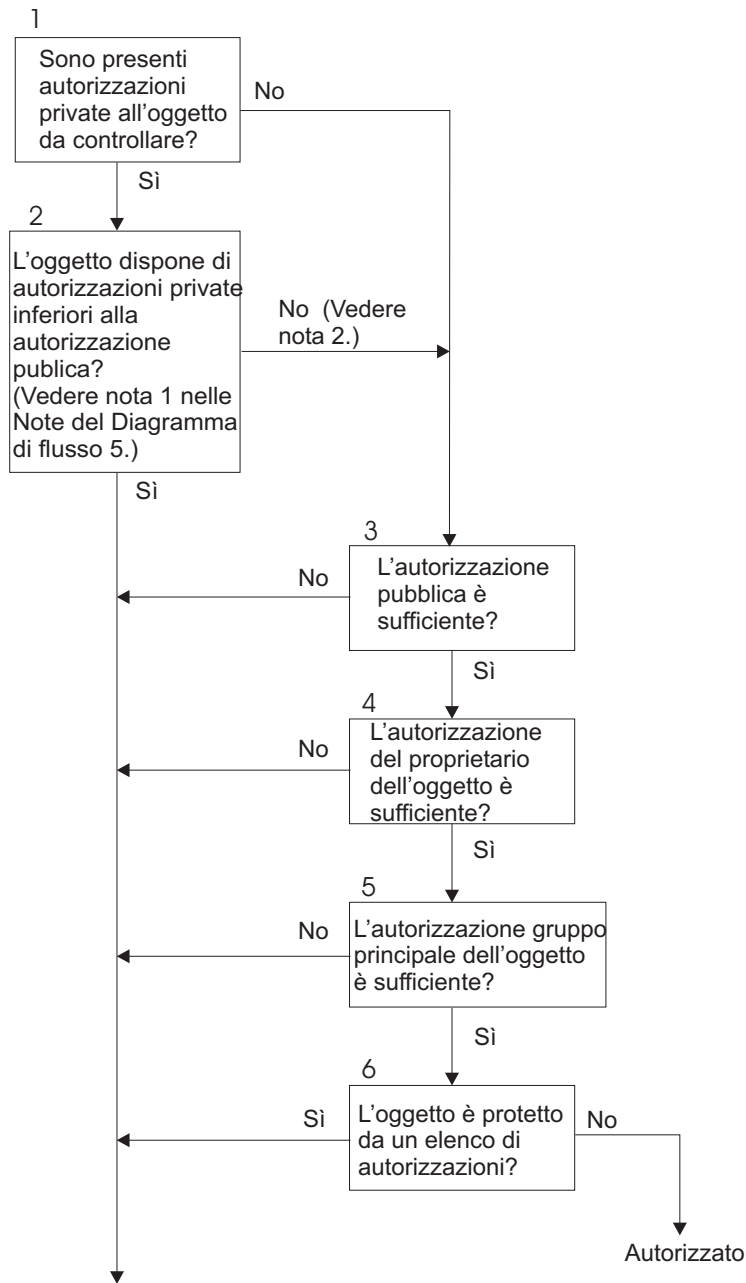 1
Sono presenti
autorizzazioni
private all'oggetto
da controllare?
No
Sì
2
L'oggetto dispone di
autorizzazioni private
inferiori alla
autorizzazione
publica?
(Vedere nota 1 nelle
Note del Diagramma
di flusso 5.)
No (Vedere
nota 2.)
Sì
3
L'autorizzazione
pubblica è
sufficiente?
No
Sì
4
L'autorizzazione
del proprietario
dell'oggetto è
sufficiente?
No
Sì
5
L'autorizzazione gruppo
principale dell'oggetto
è sufficiente?
No
Sì
6
L'oggetto è protetto
da un elenco di
autorizzazioni?
Sì
No
Autorizzato